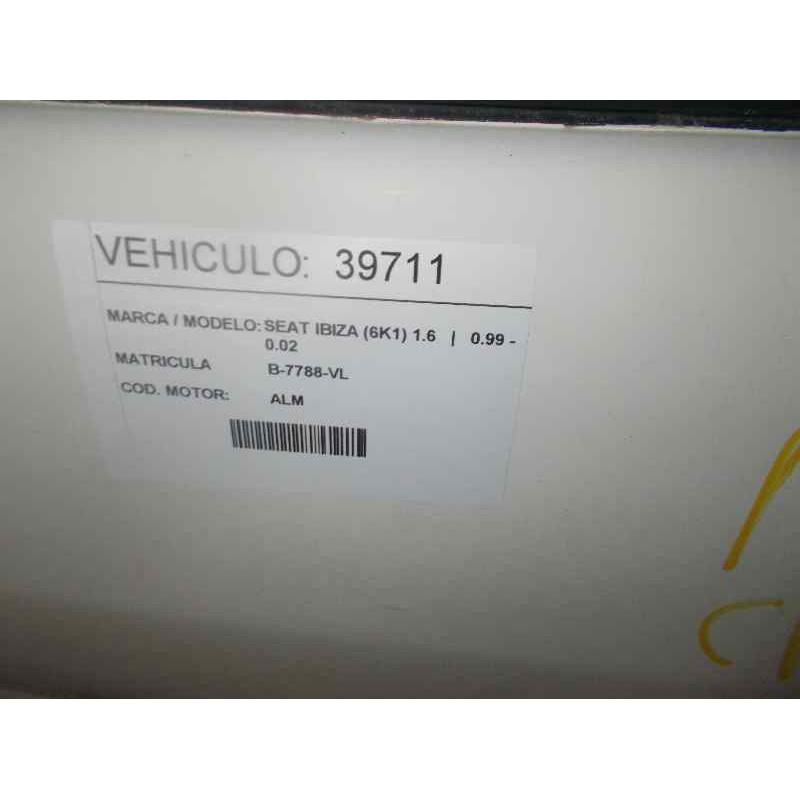 VEHICULO: 39711
MARCA / MODELO: SEAT IBIZA (6K1) 1.6 | 0.99 -
0.02
MATRICULA B-7788-VL
COD. MOTOR: ALM